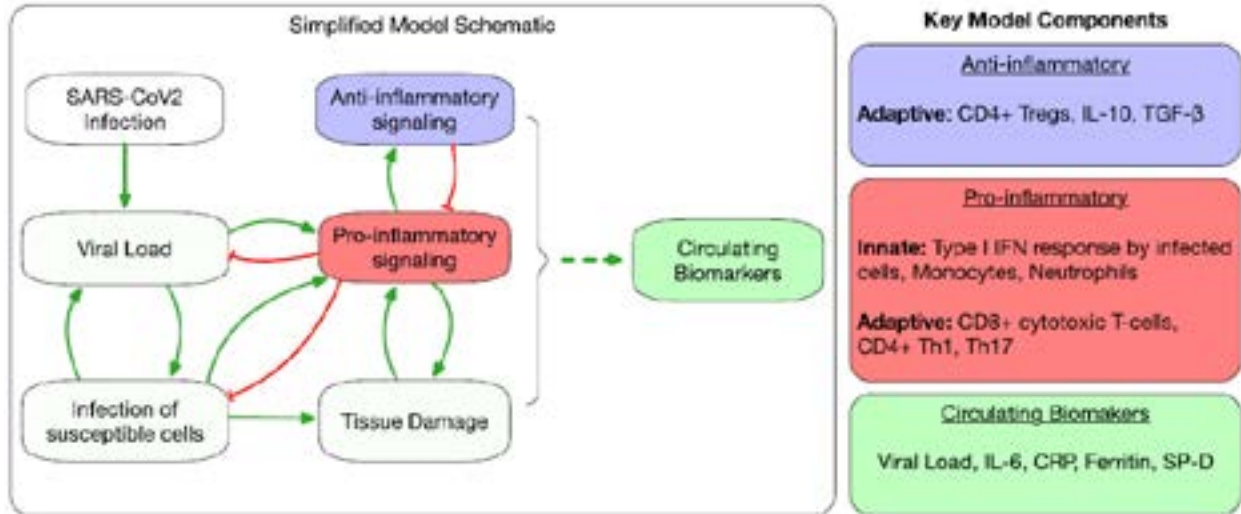 Simplified Model Schematic
SARS-CoV2
Infection
Anti-inflammatory
signaling
Viral Load
Pro-inflammatory
signaling
Circulating
Biomarkers
Infection of
susceptible cells
Tissue Damage
Key Model Components
Anti-inflammatory
Adaptive: CD4+ Tregs, IL-10, TGF-β
Pro-inflammatory
Innate: Type I IFN response by infected
cells, Monocytes, Neutrophils
Adaptive: CD8+ cytotoxic T-cells,
CD4+ Th1, Th17
Circulating Biomakers
Viral Load, IL-6, CRP, Ferritin, SP-D